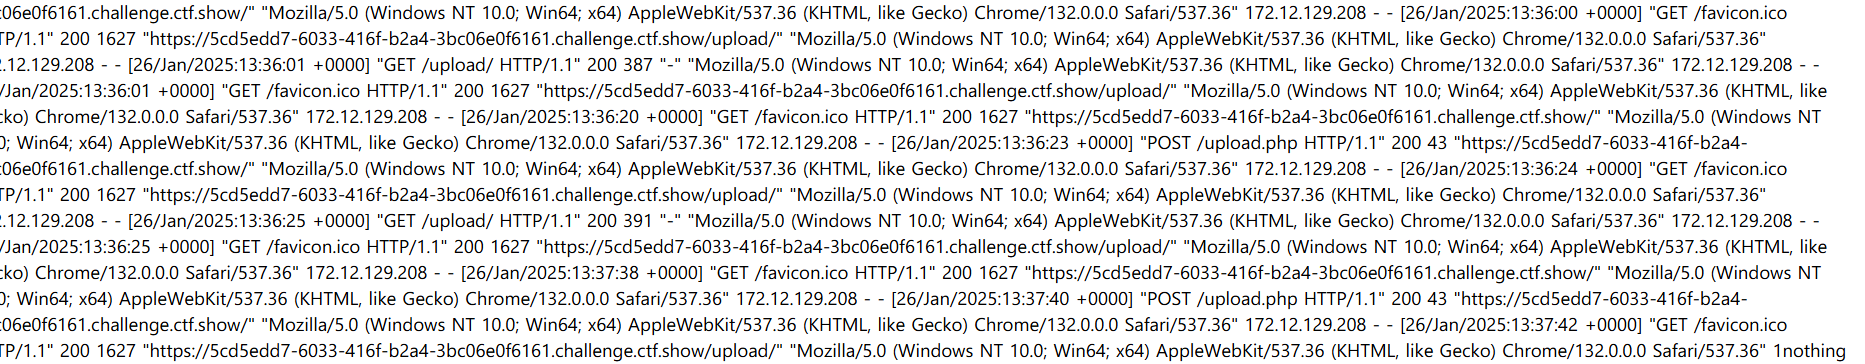 c06e0f6161.challenge.ctf.show/" "Mozilla/5.0 (Windows NT 10.0; Win64; x64) AppleWebKit/537.36 (KHTML, like Gecko) Chrome/132.0.0.0 Safari/537.36" 172.12.129.208 - - [26/Jan/2025:13:36:00 +0000] "GET /favicon.ico
TP/1.1" 200 1627 "https://5cd5edd7-6033-416f-b2a4-3bc06e0f6161.challenge.ctf.show/upload/" "Mozilla/5.0 (Windows NT 10.0; Win64; x64) AppleWebKit/537.36 (KHTML, like Gecko) Chrome/132.0.0.0 Safari/537.36"
2.12.129.208 - - [26/Jan/2025:13:36:01 +0000] "GET /upload/ HTTP/1.1" 200 387 "-" "Mozilla/5.0 (Windows NT 10.0; Win64; x64) AppleWebKit/537.36 (KHTML, like Gecko) Chrome/132.0.0.0 Safari/537.36" 172.12.129.208 - -
/Jan/2025:13:36:01 +0000] "GET /favicon.ico HTTP/1.1" 200 1627 "https://5cd5edd7-6033-416f-b2a4-3bc06e0f6161.challenge.ctf.show/upload/" "Mozilla/5.0 (Windows NT 10.0; Win64; x64) AppleWebKit/537.36 (KHTML, like
cko) Chrome/132.0.0.0 Safari/537.36" 172.12.129.208 - - [26/Jan/2025:13:36:20 +0000] "GET /favicon.ico HTTP/1.1" 200 1627 "https://5cd5edd7-6033-416f-b2a4-3bc06e0f6161.challenge.ctf.show/" "Mozilla/5.0 (Windows NT
0; Win64; x64) AppleWebKit/537.36 (KHTML, like Gecko) Chrome/132.0.0.0 Safari/537.36" 172.12.129.208 - - [26/Jan/2025:13:36:23 +0000] "POST /upload.php HTTP/1.1" 200 43 "https://5cd5edd7-6033-416f-b2a4-
c06e0f6161.challenge.ctf.show/" "Mozilla/5.0 (Windows NT 10.0; Win64; x64) AppleWebKit/537.36 (KHTML, like Gecko) Chrome/132.0.0.0 Safari/537.36" 172.12.129.208 - - [26/Jan/2025:13:36:24 +0000] "GET /favicon.ico
TP/1.1" 200 1627 "https://5cd5edd7-6033-416f-b2a4-3bc06e0f6161.challenge.ctf.show/upload/" "Mozilla/5.0 (Windows NT 10.0; Win64; x64) AppleWebKit/537.36 (KHTML, like Gecko) Chrome/132.0.0.0 Safari/537.36"
2.12.129.208 - - [26/Jan/2025:13:36:25 +0000] "GET /upload/ HTTP/1.1" 200 391 "-" "Mozilla/5.0 (Windows NT 10.0; Win64; x64) AppleWebKit/537.36 (KHTML, like Gecko) Chrome/132.0.0.0 Safari/537.36" 172.12.129.208 - -
/Jan/2025:13:36:25 +0000] "GET /favicon.ico HTTP/1.1" 200 1627 "https://5cd5edd7-6033-416f-b2a4-3bc06e0f6161.challenge.ctf.show/upload/" "Mozilla/5.0 (Windows NT 10.0; Win64; x64) AppleWebKit/537.36 (KHTML, like
cko) Chrome/132.0.0.0 Safari/537.36" 172.12.129.208 - - [26/Jan/2025:13:37:38 +0000] "GET /favicon.ico HTTP/1.1" 200 1627 "https://5cd5edd7-6033-416f-b2a4-3bc06e0f6161.challenge.ctf.show/" "Mozilla/5.0 (Windows NT
0; Win64; x64) AppleWebKit/537.36 (KHTML, like Gecko) Chrome/132.0.0.0 Safari/537.36" 172.12.129.208 - - [26/Jan/2025:13:37:40 +0000] "POST /upload.php HTTP/1.1" 200 43 "https://5cd5edd7-6033-416f-b2a4-
c06e0f6161.challenge.ctf.show/" "Mozilla/5.0 (Windows NT 10.0; Win64; x64) AppleWebKit/537.36 (KHTML, like Gecko) Chrome/132.0.0.0 Safari/537.36" 172.12.129.208 - - [26/Jan/2025:13:37:42 +0000] "GET /favicon.ico
TP/1.1" 200 1627 "https://5cd5edd7-6033-416f-b2a4-3bc06e0f6161.challenge.ctf.show/upload/" "Mozilla/5.0 (Windows NT 10.0; Win64; x64) AppleWebKit/537.36 (KHTML, like Gecko) Chrome/132.0.0.0 Safari/537.36" 1nothing